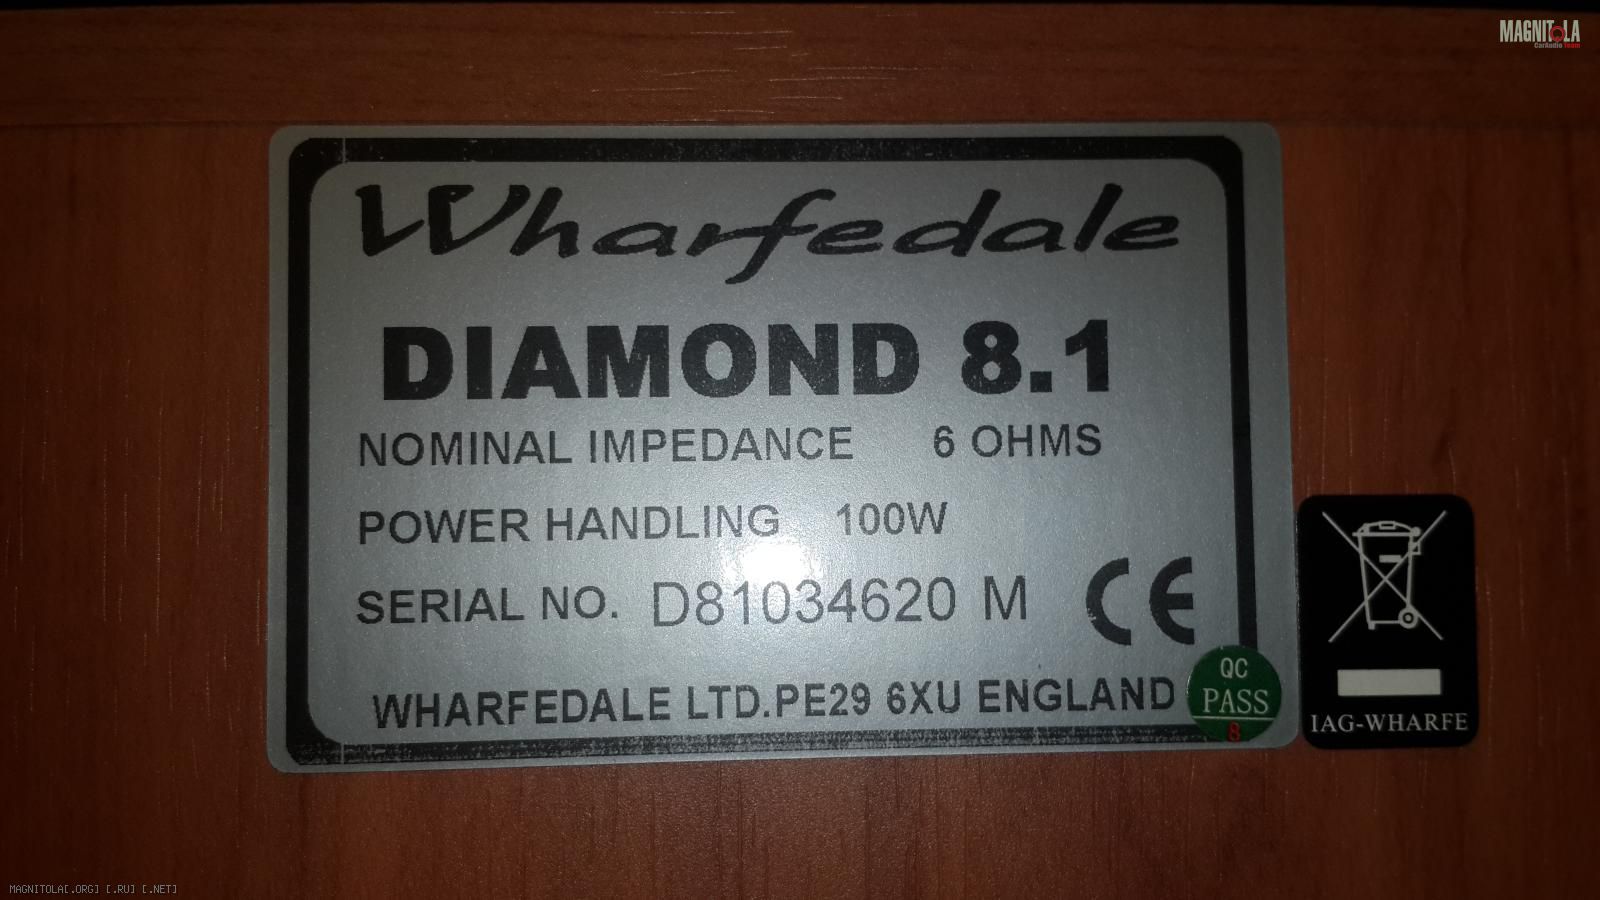 MAGNITOLA
CarAudio Team
Wharfedale
DIAMOND 8.1
NOMINAL IMPEDANCE 6 OHMS
POWER HANDLING 100W
SERIAL NO. D81034620 M
CE
WHARFEDALE LTD.PE29 6XU ENGLAND
QC
PASS
8
IAG-WHARFE
MAGNITOLA[.ORG] [.RU] [.NET]